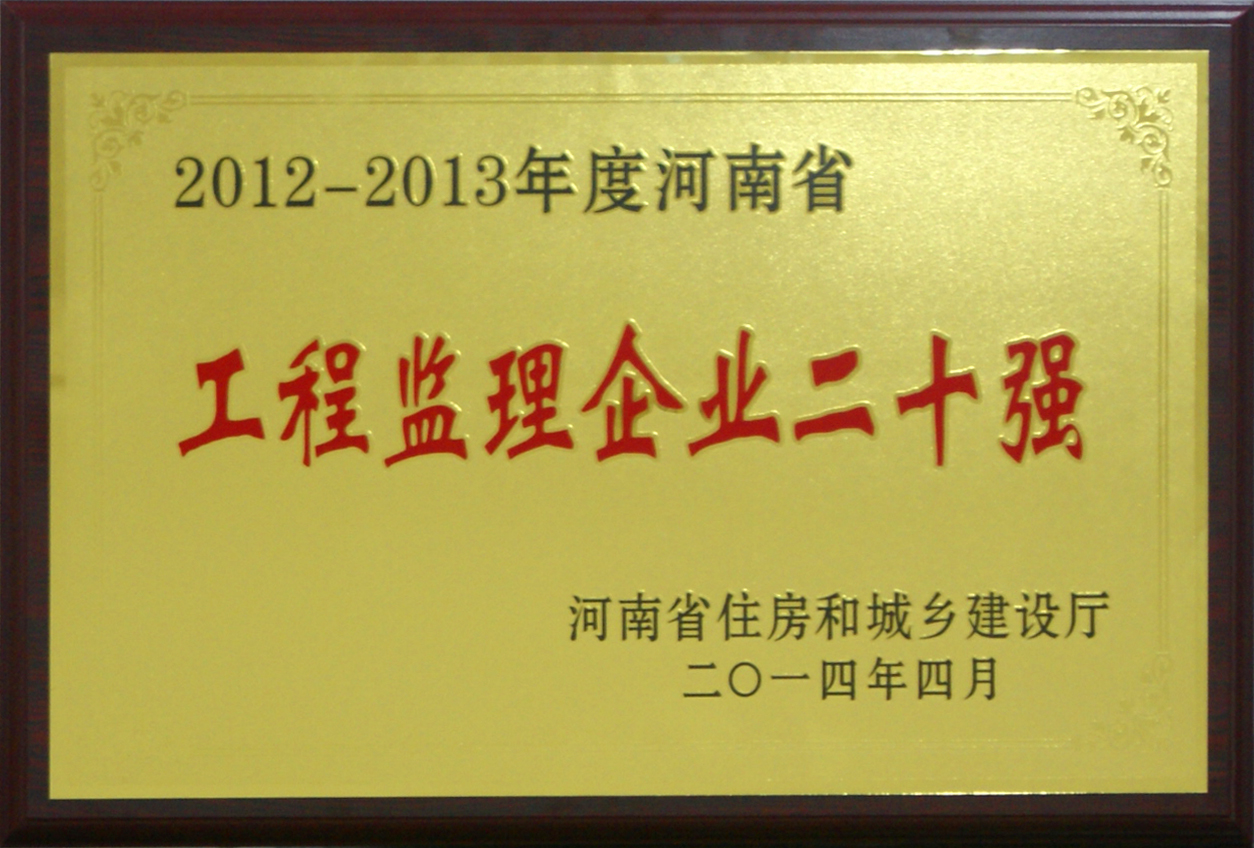 2012-2013年度河南省
工程监理企业二十强
河南省住房和城乡建设厅
二〇一四年四月